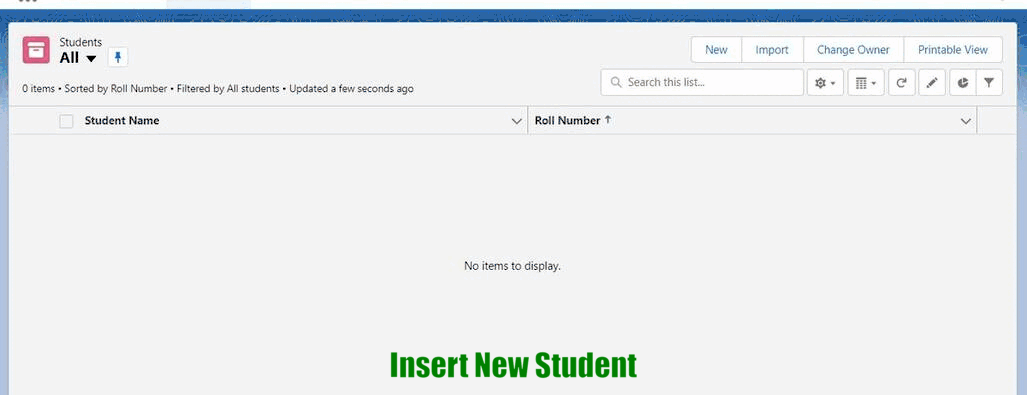 Students
All
New Import Change Owner Printable View
0 items • Sorted by Roll Number • Filtered by All students • Updated a few seconds ago
Search this list...
Student Name Roll Number
No items to display.
Insert New Student